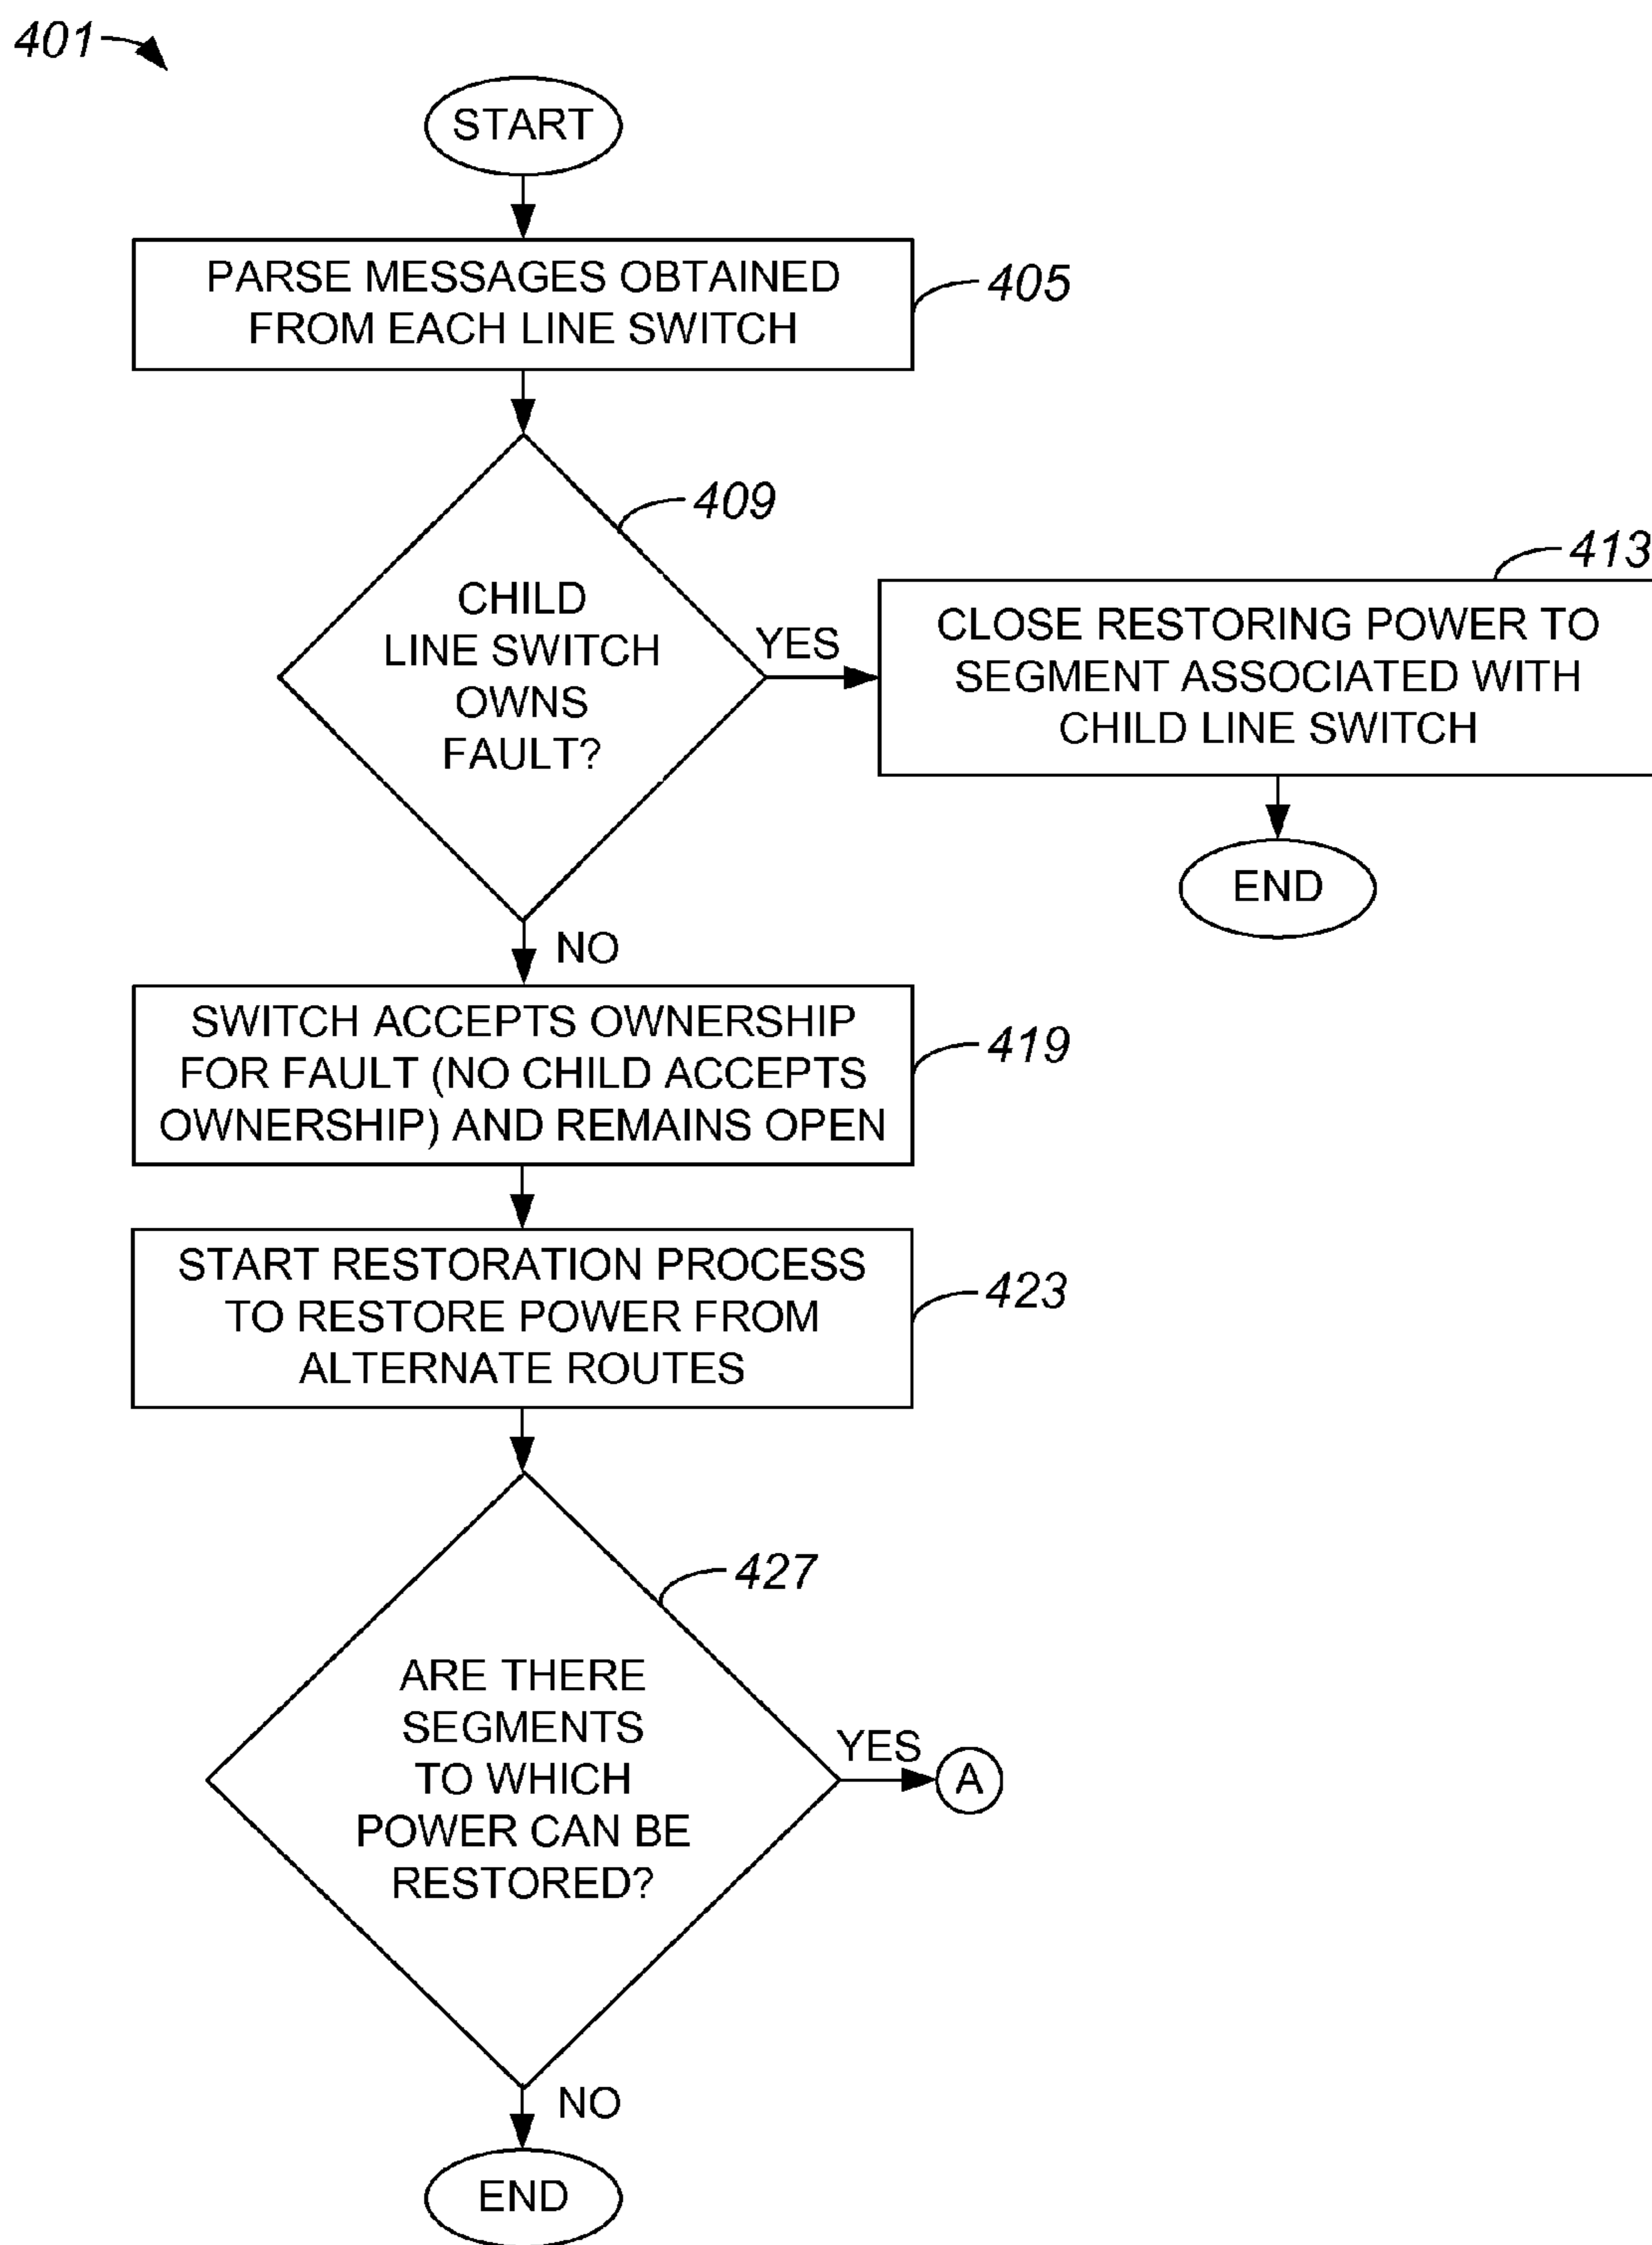 401
START
PARSE MESSAGES OBTAINED
FROM EACH LINE SWITCH
405
409
CHILD
LINE SWITCH
OWNS
FAULT?
YES
413
CLOSE RESTORING POWER TO
SEGMENT ASSOCIATED WITH
CHILD LINE SWITCH
END
NO
SWITCH ACCEPTS OWNERSHIP
FOR FAULT (NO CHILD ACCEPTS
OWNERSHIP) AND REMAINS OPEN
419
START RESTORATION PROCESS
TO RESTORE POWER FROM
ALTERNATE ROUTES
423
427
ARE THERE
SEGMENTS
TO WHICH
POWER CAN BE
RESTORED?
YES
A
NO
END